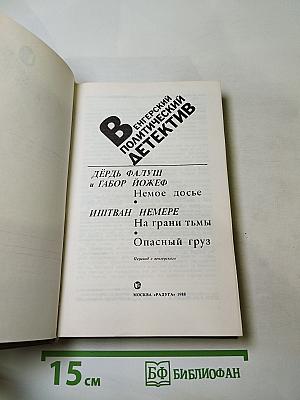 ВЕНГЕРСКИЙ
ПОЛИТИЧЕСКИЙ
ДЕТЕКТИВ
ДЁРДЬ ФАЛУШ
и ГАБОР ЙОЖЕФ
Немое досье
•
ИШТВАН НЕМЕРЕ
На грани тьмы
•
Опасный груз
Перевод с венгерского
МОСКВА «РАДУГА» 1988
15 см
БФ БИБЛИОФАН